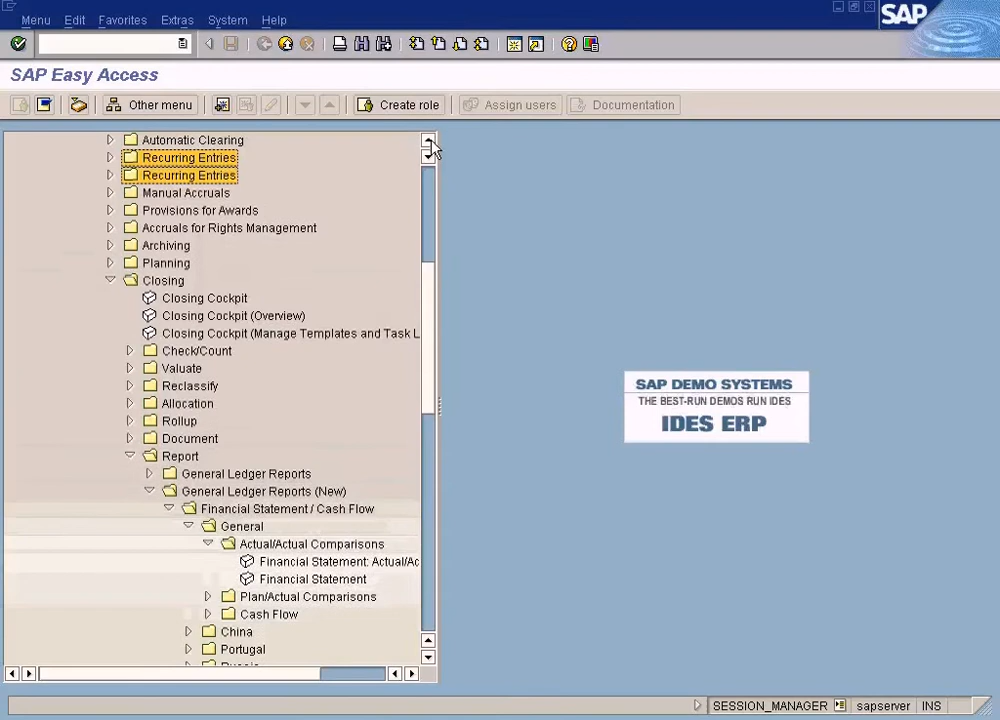 Menu Edit Favorites Extras System Help
SAP
SAP Easy Access
Other menu Create role Assign users Documentation
Automatic Clearing
Recurring Entries
Recurring Entries
Manual Accruals
Provisions for Awards
Accruals for Rights Management
Archiving
Planning
Closing
Closing Cockpit
Closing Cockpit (Overview)
Closing Cockpit (Manage Templates and Task L
Check/Count
Valuate
Reclassify
Allocation
Rollup
Document
Report
General Ledger Reports
General Ledger Reports (New)
Financial Statement / Cash Flow
General
Actual/Actual Comparisons
Financial Statement: Actual/Ac
Financial Statement
Plan/Actual Comparisons
Cash Flow
China
Portugal
SAP DEMO SYSTEMS
THE BEST-RUN DEMOS RUN IDES
IDES ERP
SESSION_MANAGER sapserver INS